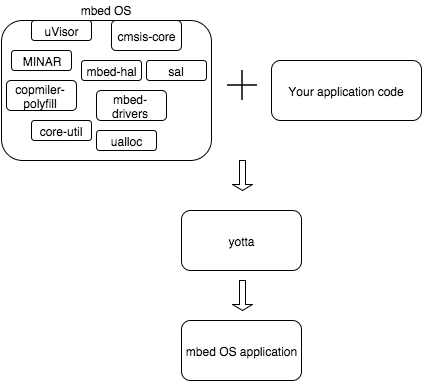 mbed OS
uVisor
cmsis-core
MINAR
mbed-hal
sal
copmiler-
polyfill
mbed-
drivers
core-util
ualloc
Your application code
yotta
mbed OS application